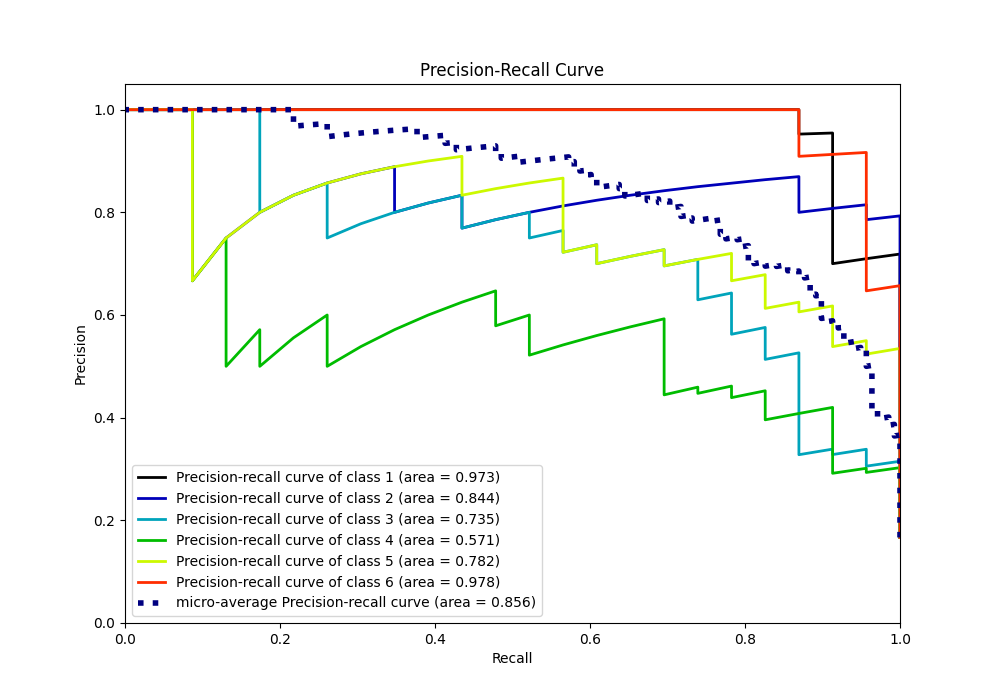 Precision-Recall Curve
1.0
0.8
0.6
0.4
0.2
0.0
Precision
Precision-recall curve of class 1 (area = 0.973)
Precision-recall curve of class 2 (area = 0.844)
Precision-recall curve of class 3 (area = 0.735)
Precision-recall curve of class 4 (area = 0.571)
Precision-recall curve of class 5 (area = 0.782)
Precision-recall curve of class 6 (area = 0.978)
micro-average Precision-recall curve (area = 0.856)
0.0 0.2 0.4 0.6 0.8 1.0
Recall